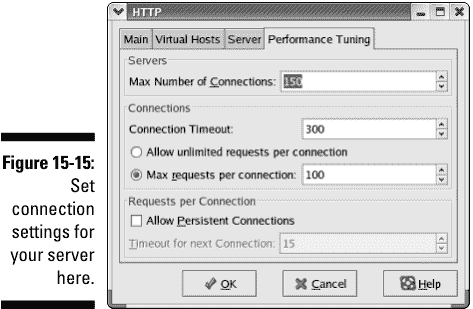 HTTP
Main Virtual Hosts Server Performance Tuning
Servers
Max Number of Connections: 150
Connections
Connection Timeout: 300
Allow unlimited requests per connection
Max requests per connection: 100
Requests per Connection
Allow Persistent Connections
Timeout for next Connection: 15
OK Cancel Help
Figure 15-15:
Set
connection
settings for
your server
here.